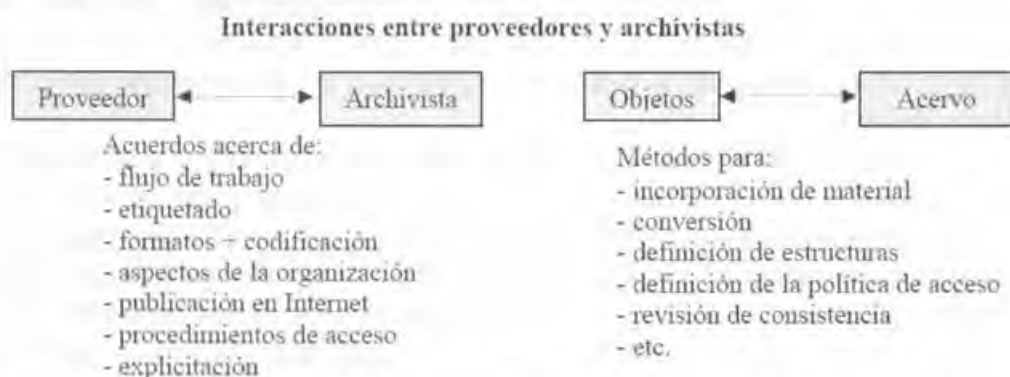 Interacciones entre proveedores y archivistas
Proveedor
Archivista
Acuerdos acerca de:
- flujo de trabajo
- etiquetado
- formatos + codificación
- aspectos de la organización
- publicación en Internet
- procedimientos de acceso
- explicitación
Objetos
Acervo
Métodos para:
- incorporación de material
- conversión
- definición de estructuras
- definición de la política de acceso
- revisión de consistencia
- etc.